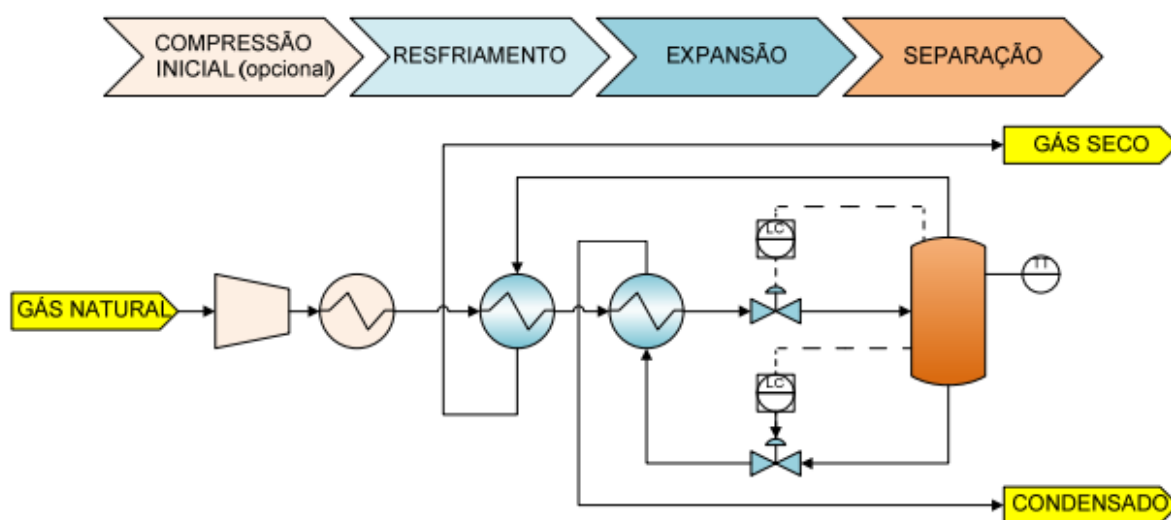 COMPRESSÃO
INICIAL (opcional)
RESFRIAMENTO
EXPANSÃO
SEPARAÇÃO
GÁS SECO
LC
TT
GÁS NATURAL
LC
CONDENSADO